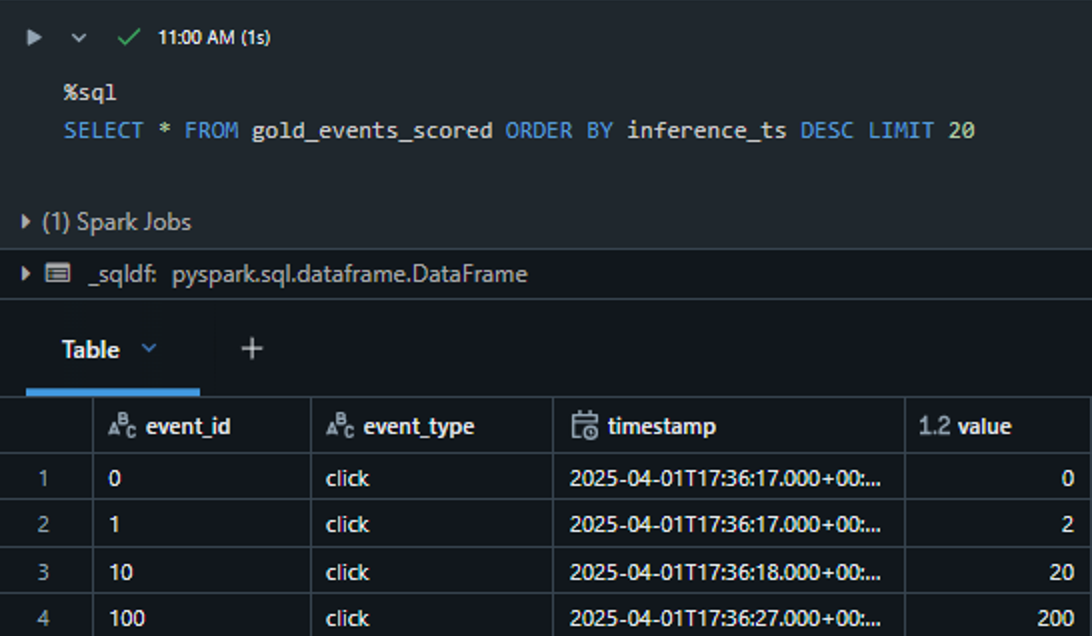 11:00 AM (1s)
%sql
SELECT * FROM gold_events_scored ORDER BY inference_ts DESC LIMIT 20
(1) Spark Jobs
_sqldf: pyspark.sql.dataframe.DataFrame
Table +
ABC event_id ABC event_type timestamp 1.2 value
1 0 click 2025-04-01T17:36:17.000+00:... 0
2 1 click 2025-04-01T17:36:17.000+00:... 2
3 10 click 2025-04-01T17:36:18.000+00:... 20
4 100 click 2025-04-01T17:36:27.000+00:... 200